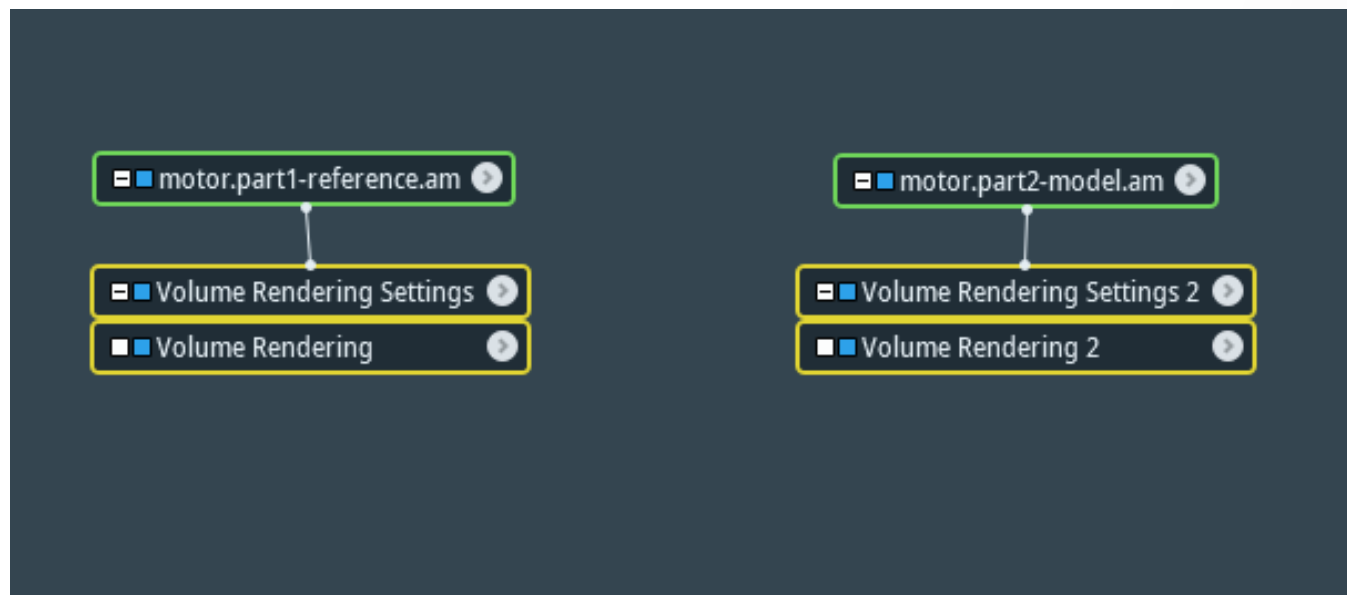 motor.part1-reference.am
motor.part2-model.am
Volume Rendering Settings
Volume Rendering Settings 2
Volume Rendering
Volume Rendering 2